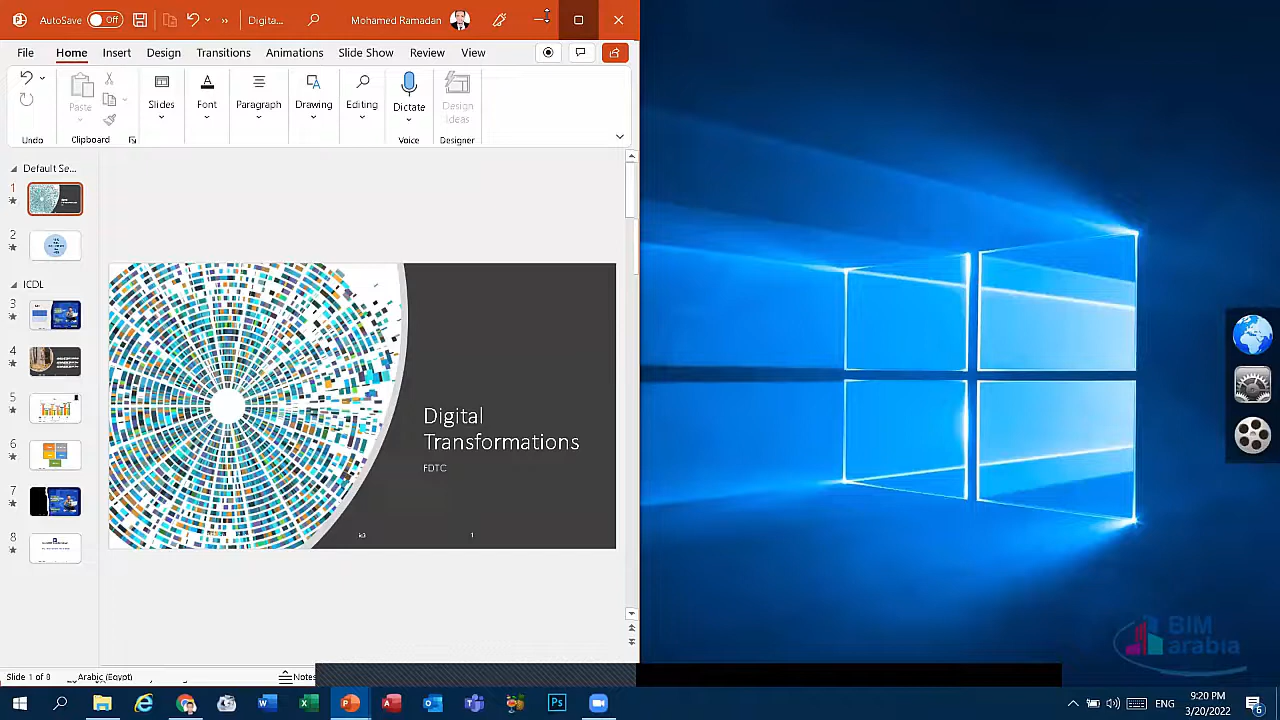 AutoSave Off Digital... Mohamed Ramadan
File Home Insert Design Transitions Animations Slide Show Review View
Paste Slides Font Paragraph Drawing Editing Dictate Design Ideas
Undo Clipboard Voice Designer
Default Se...
1
2
ICDL
3
4
5
6
7
8
Digital
Transformations
FDTC
1
Slide 1 of 8 Arabic (Egypt) Notes
BIM
arabia
ENG
9:20 PM
3/20/2022
6